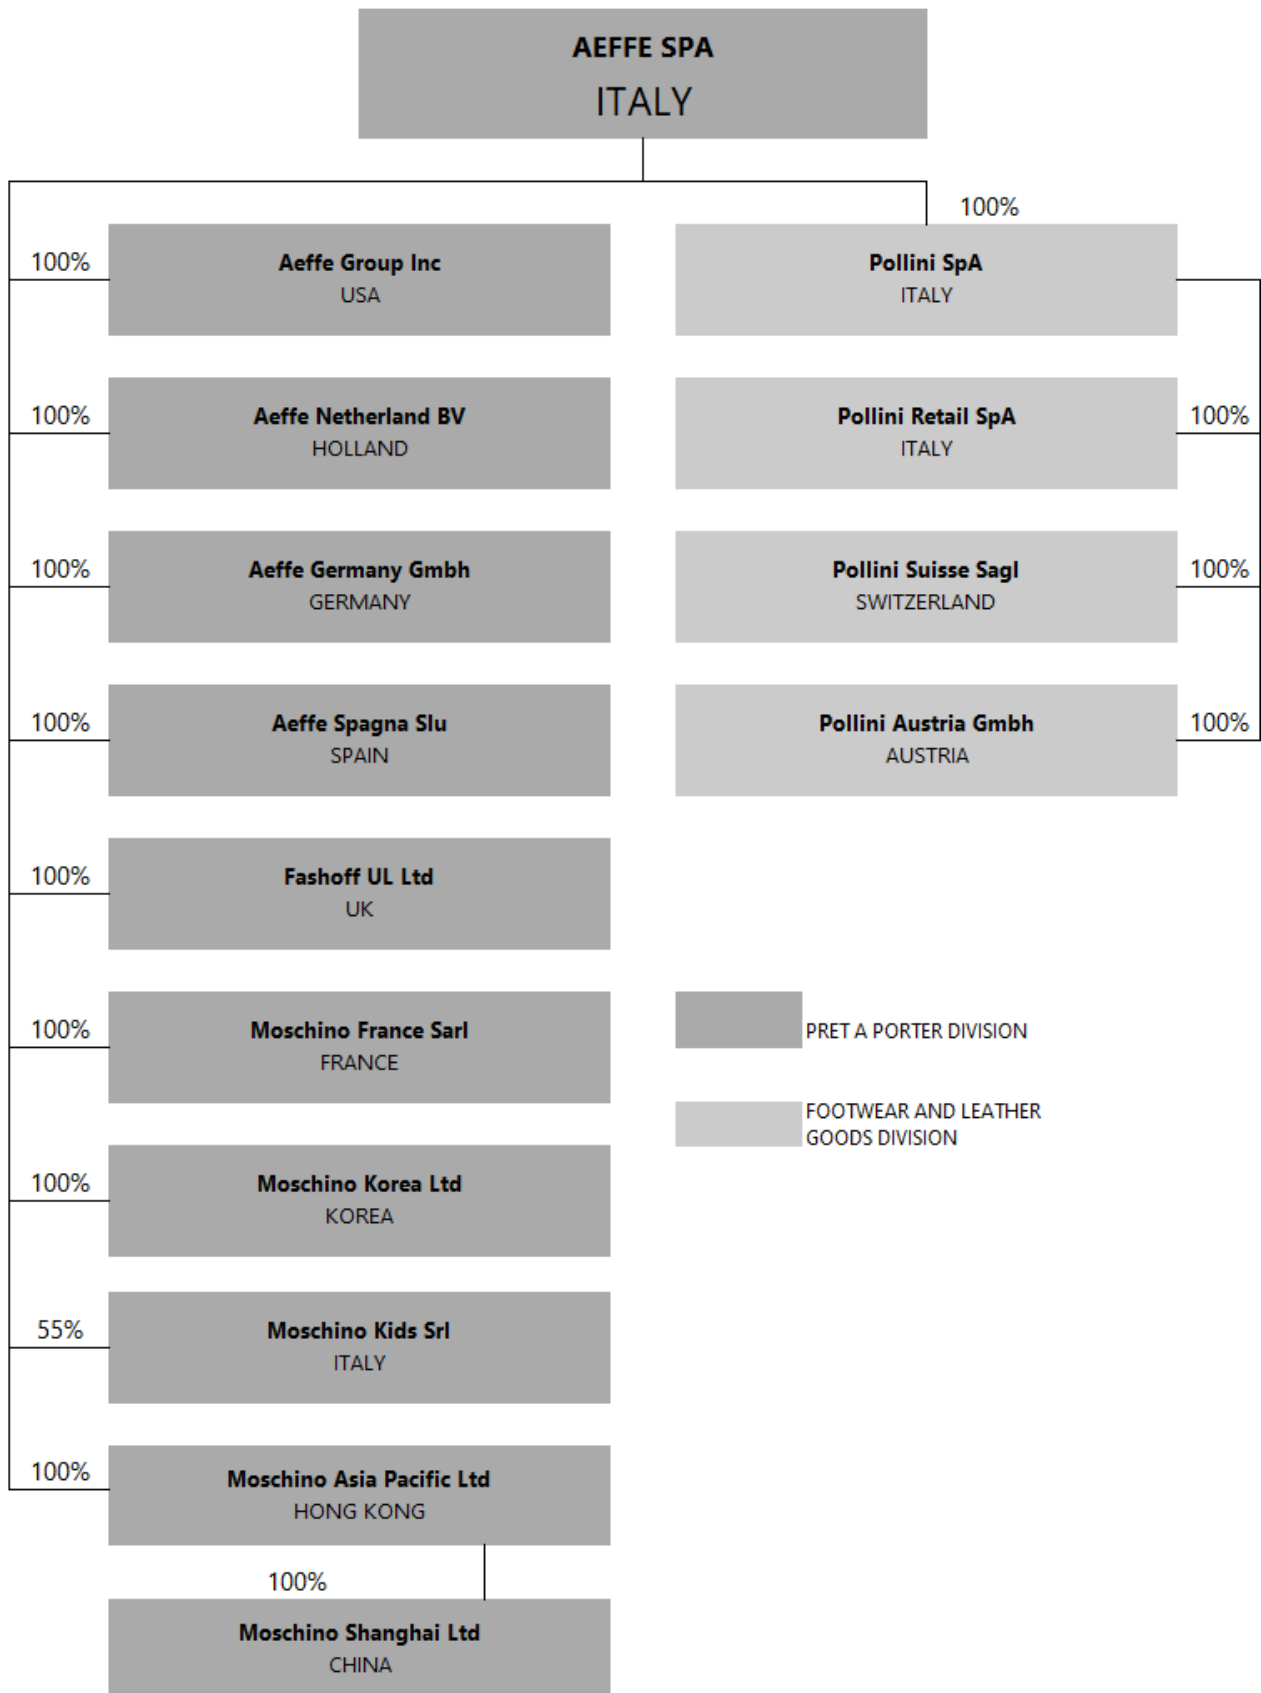 AEFFE SPA
ITALY
100%
100%
Aeffe Group Inc
USA
Pollini SpA
ITALY
100%
Aeffe Netherland BV
HOLLAND
Pollini Retail SpA
ITALY
100%
100%
Aeffe Germany Gmbh
GERMANY
Pollini Suisse Sagl
SWITZERLAND
100%
100%
Aeffe Spagna Slu
SPAIN
Pollini Austria Gmbh
AUSTRIA
100%
100%
Fashoff UL Ltd
UK
100%
Moschino France Sarl
FRANCE
PRET A PORTER DIVISION
FOOTWEAR AND LEATHER
GOODS DIVISION
100%
Moschino Korea Ltd
KOREA
55%
Moschino Kids Srl
ITALY
100%
Moschino Asia Pacific Ltd
HONG KONG
100%
Moschino Shanghai Ltd
CHINA